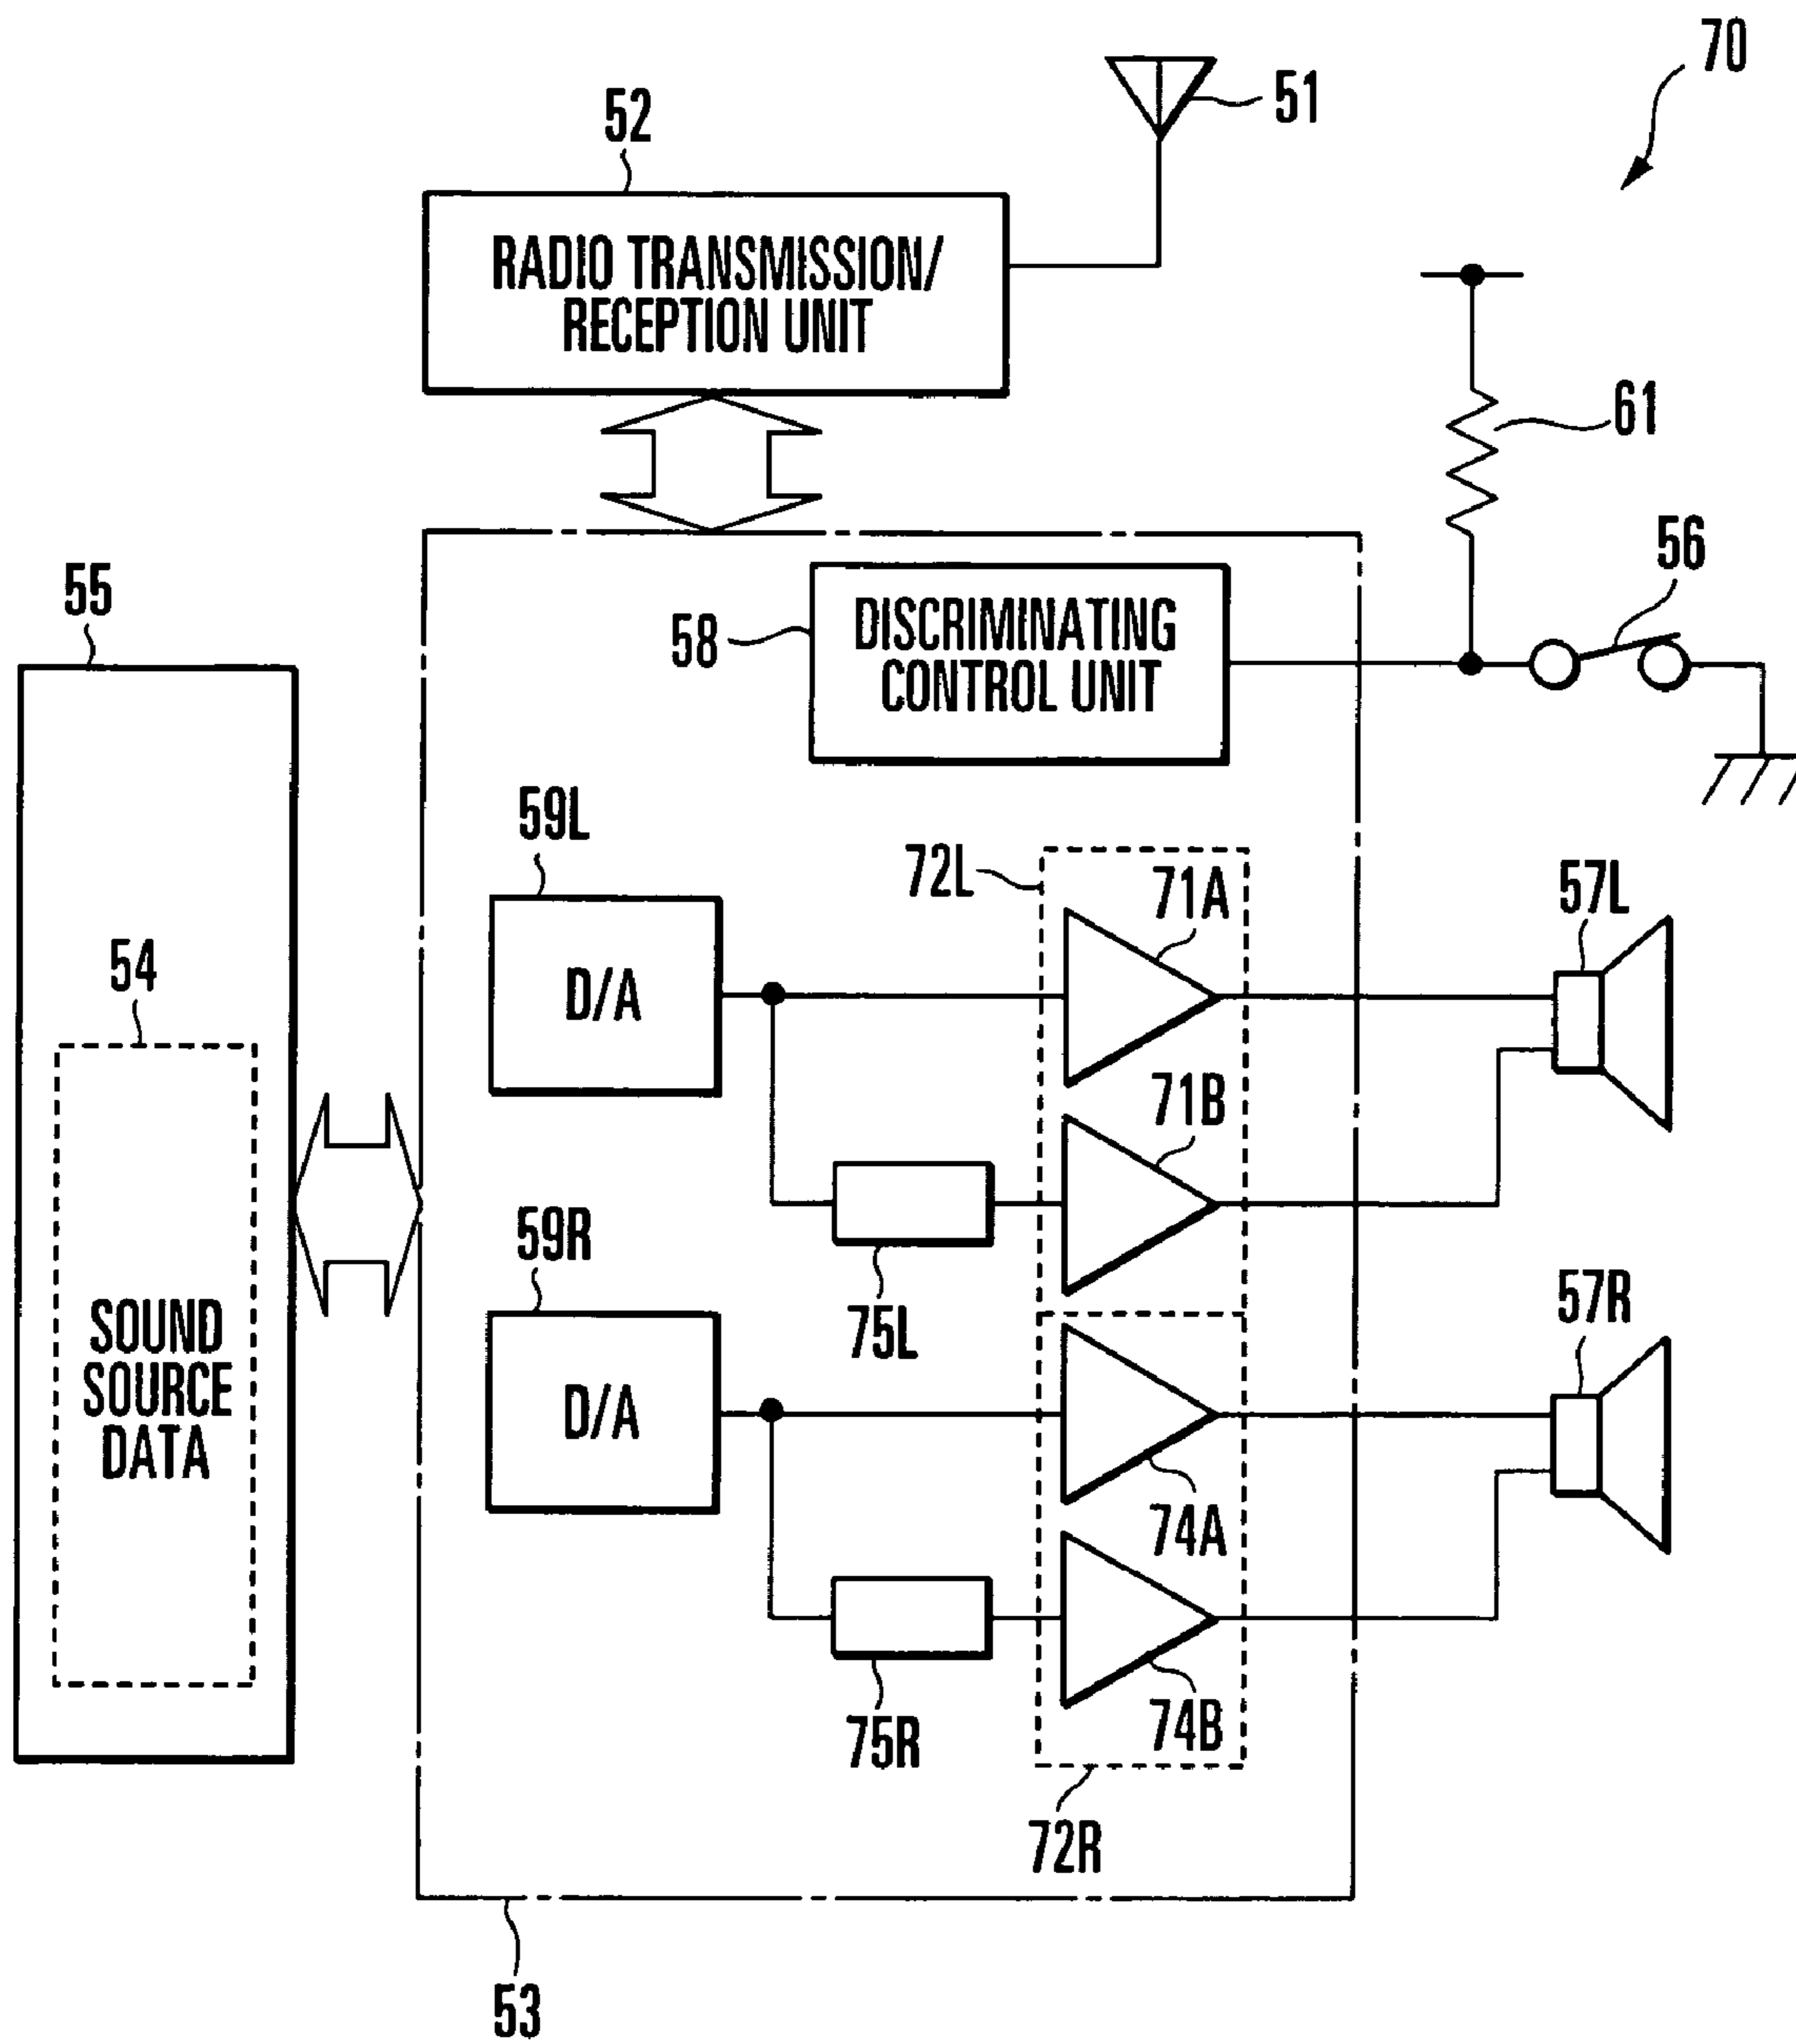 70
51
52
RADIO TRANSMISSION/
RECEPTION UNIT
61
56
55
58
DISCRIMINATING
CONTROL UNIT
59L
72L
71A
57L
54
D/A
71B
59R
75L
57R
SOUND
SOURCE
DATA
D/A
74A
75R
74B
72R
53